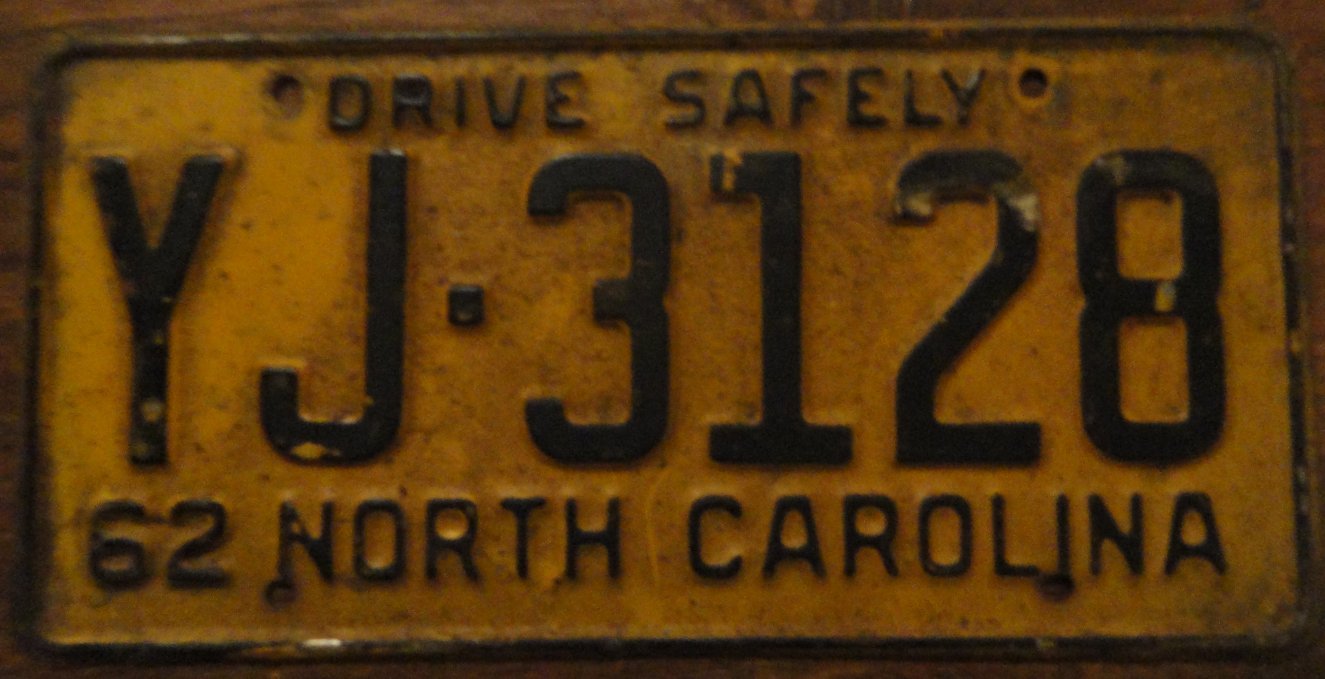 DRIVE SAFELY
YJ·3128
62 NORTH CAROLINA